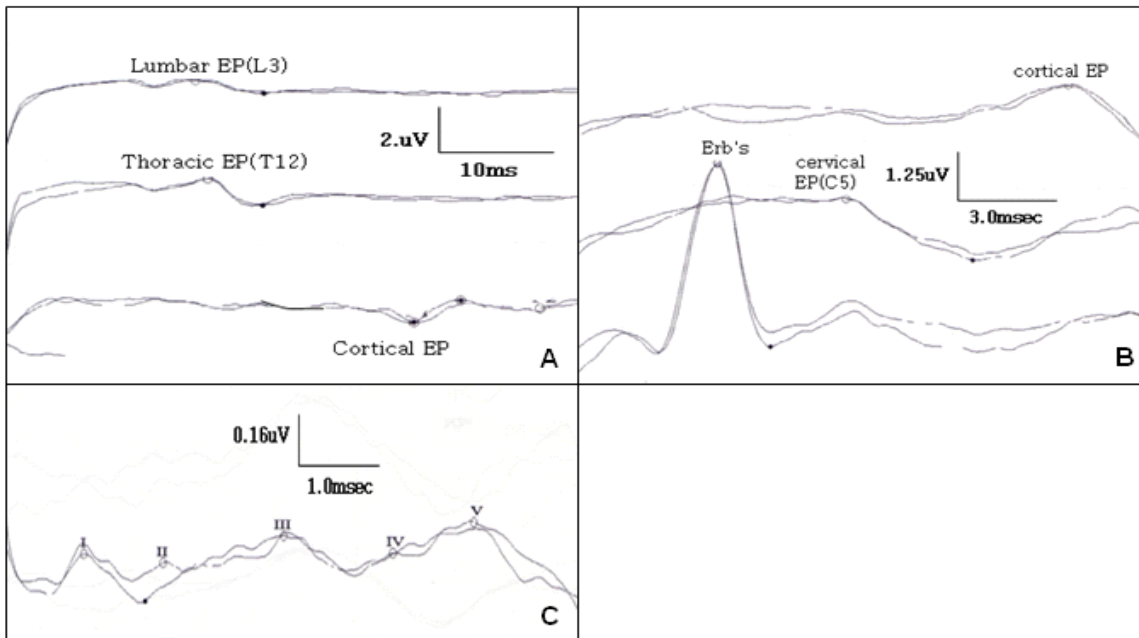 Lumbar EP(L3)
2.uV
10ms
Thoracic EP(T12)
Cortical EP
A
cortical EP
Erb's
cervical
EP(C5)
1.25uV
3.0msec
B
0.16uV
1.0msec
I
II
III
IV
V
C